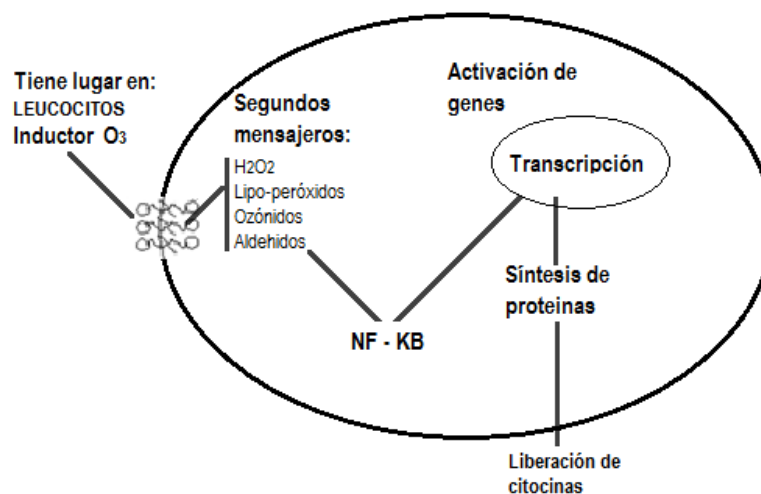 Tiene lugar en:
LEUCOCITOS
Inductor O3
Segundos
mensajeros:
H2O2
Lipo-peróxidos
Ozónidos
Aldehidos
Activación de
genes
Transcripción
NF - KB
Síntesis de
proteinas
Liberación de
citocinas